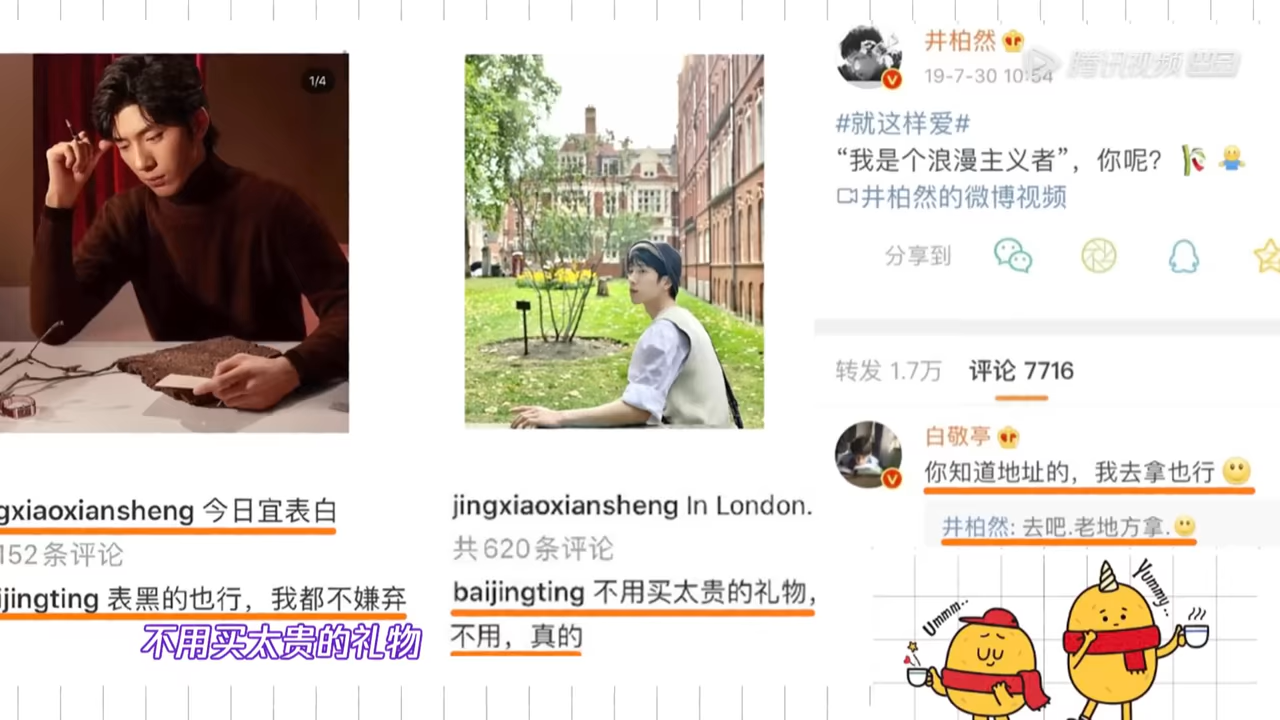 1/4
gxiaoxiansheng 今日宜表白
152条评论
ijingting 表黑的也行，我都不嫌弃
jingxiaoxiansheng In London.
共620条评论
baijingting 不用买太贵的礼物，
不用，真的
不用买太贵的礼物
井柏然
19-7-30 10:54
腾讯视频
#就这样爱#
“我是个浪漫主义者”，你呢？
井柏然的微博视频
分享到
转发 1.7万 评论 7716
白敬亭
你知道地址的，我去拿也行
井柏然: 去吧.老地方拿.
Ummm..
Yummy..